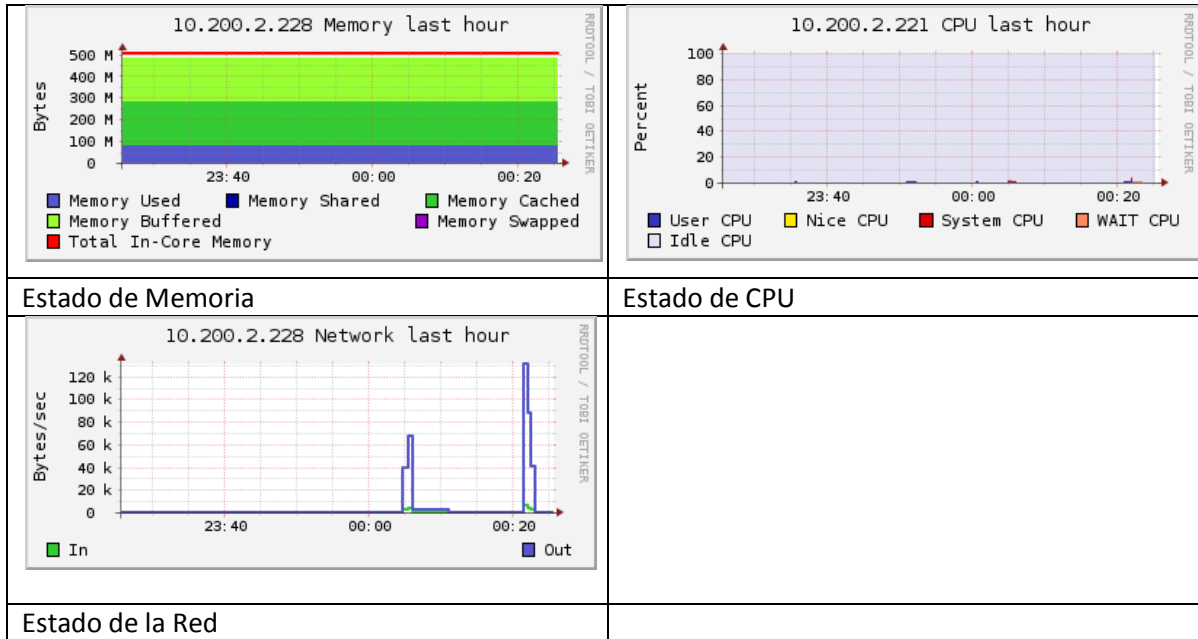 10.200.2.228 Memory last hour
RRDTOOL / TOBI OETIKER
Bytes
500 M
400 M
300 M
200 M
100 M
0
23:40 00:00 00:20
Memory Used Memory Shared Memory Cached
Memory Buffered Memory Swapped
Total In-Core Memory
10.200.2.221 CPU last hour
RRDTOOL / TOBI OETIKER
Percent
100
80
60
40
20
0
23:40 00:00 00:20
User CPU Nice CPU System CPU WAIT CPU
Idle CPU
Estado de Memoria
Estado de CPU
10.200.2.228 Network last hour
RRDTOOL / TOBI OETIKER
Bytes/sec
120 k
100 k
80 k
60 k
40 k
20 k
0
23:40 00:00 00:20
In Out
Estado de la Red